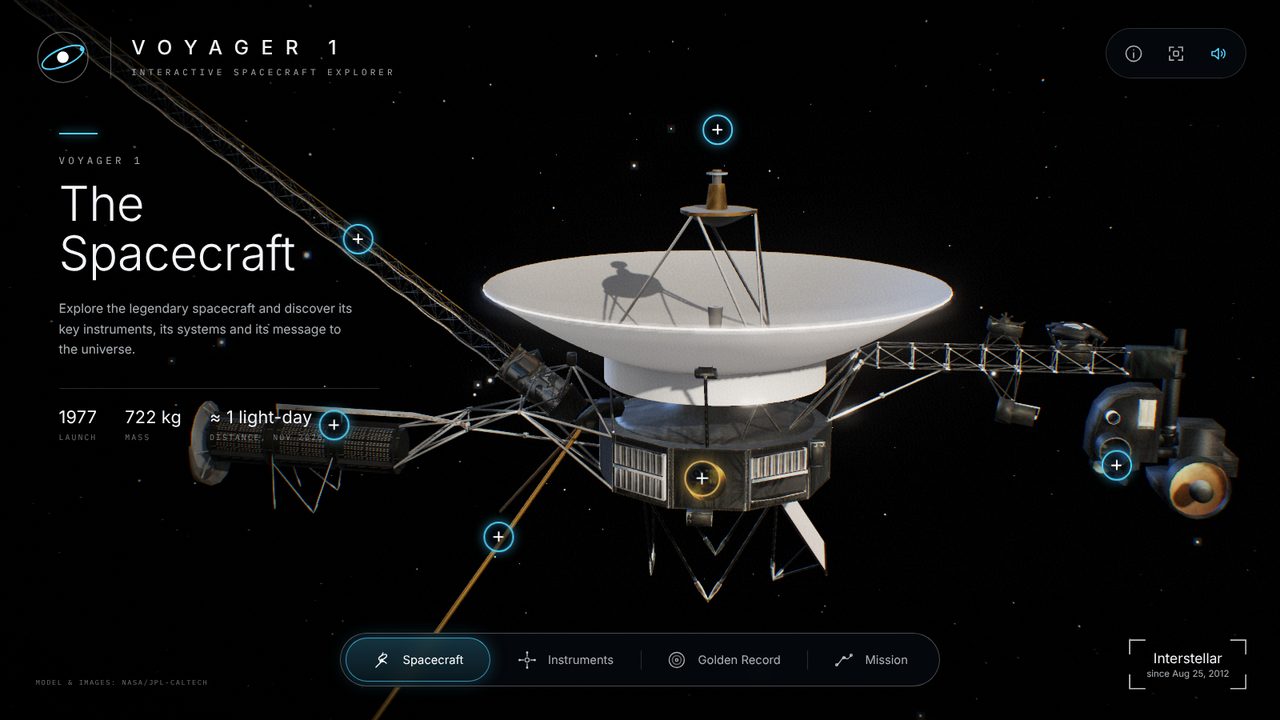 VOYAGER 1
INTERACTIVE SPACECRAFT EXPLORER
VOYAGER 1
The
Spacecraft
Explore the legendary spacecraft and discover its
key instruments, its systems and its message to
the universe.
1977 722 kg ≈ 1 light-day
LAUNCH MASS DISTANCE, NOV 2026
Spacecraft Instruments Golden Record Mission
Interstellar
since Aug 25, 2012
MODEL & IMAGES: NASA/JPL-CALTECH